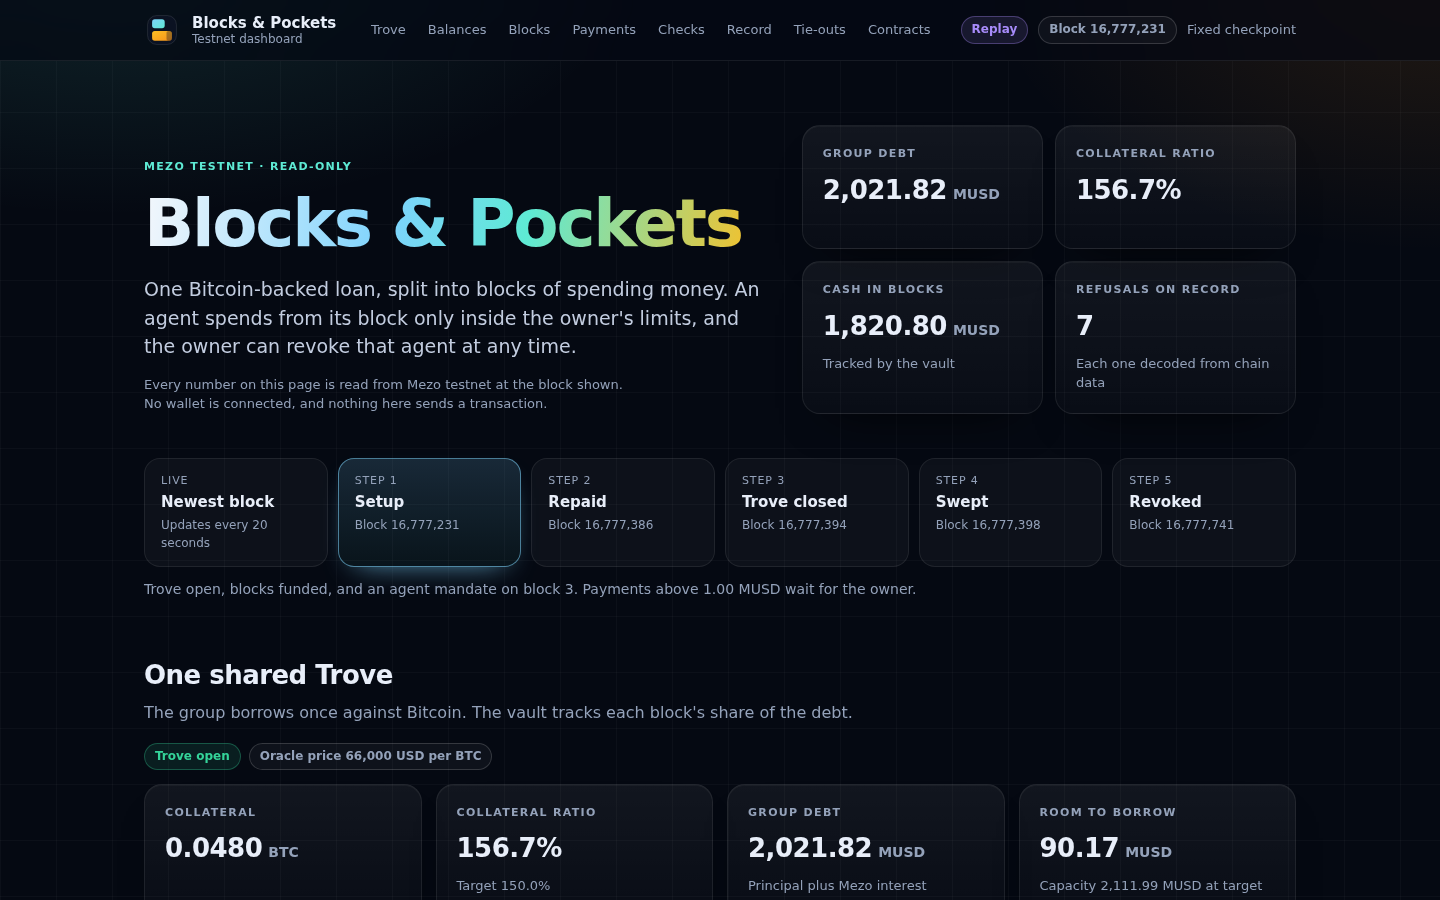 Blocks & Pockets
Testnet dashboard
Trove
Balances
Blocks
Payments
Checks
Record
Tie-outs
Contracts
Replay
Block 16,777,231
Fixed checkpoint
MEZO TESTNET · READ-ONLY
Blocks & Pockets
One Bitcoin-backed loan, split into blocks of spending money. An
agent spends from its block only inside the owner's limits, and
the owner can revoke that agent at any time.
Every number on this page is read from Mezo testnet at the block shown.
No wallet is connected, and nothing here sends a transaction.
GROUP DEBT
2,021.82 MUSD
COLLATERAL RATIO
156.7%
CASH IN BLOCKS
1,820.80 MUSD
Tracked by the vault
REFUSALS ON RECORD
7
Each one decoded from chain
data
LIVE
Newest block
Updates every 20
seconds
STEP 1
Setup
Block 16,777,231
STEP 2
Repaid
Block 16,777,386
STEP 3
Trove closed
Block 16,777,394
STEP 4
Swept
Block 16,777,398
STEP 5
Revoked
Block 16,777,741
Trove open, blocks funded, and an agent mandate on block 3. Payments above 1.00 MUSD wait for the owner.
One shared Trove
The group borrows once against Bitcoin. The vault tracks each block's share of the debt.
Trove open
Oracle price 66,000 USD per BTC
COLLATERAL
0.0480 BTC
COLLATERAL RATIO
156.7%
Target 150.0%
GROUP DEBT
2,021.82 MUSD
Principal plus Mezo interest
ROOM TO BORROW
90.17 MUSD
Capacity 2,111.99 MUSD at target